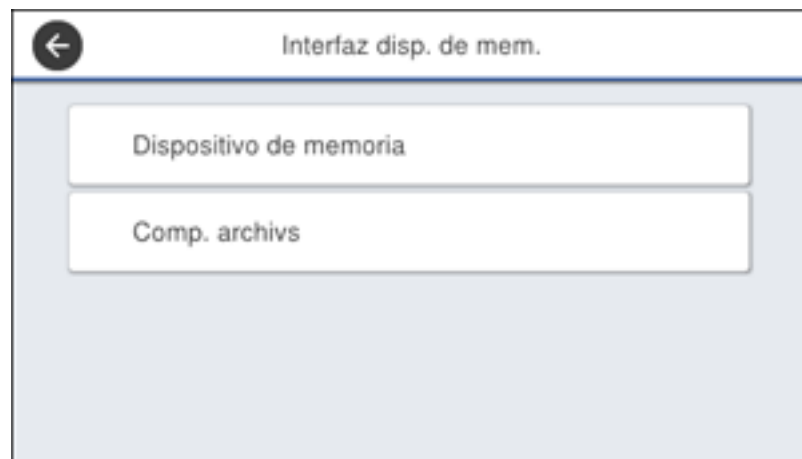 Interfaz disp. de mem.
Dispositivo de memoria
Comp. archivs